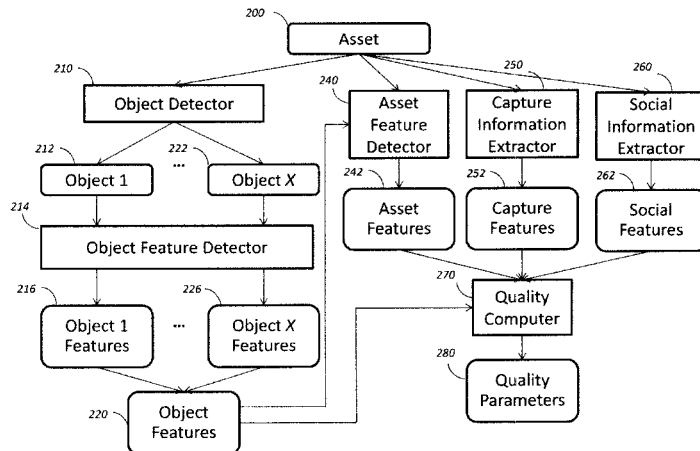 200
Asset
210
Object Detector
240
Asset
Feature
Detector
250
Capture
Information
Extractor
260
Social
Information
Extractor
212
Object 1
...
222
Object X
214
Object Feature Detector
242
Asset
Features
252
Capture
Features
262
Social
Features
216
Object 1
Features
...
226
Object X
Features
270
Quality
Computer
220
Object
Features
280
Quality
Parameters